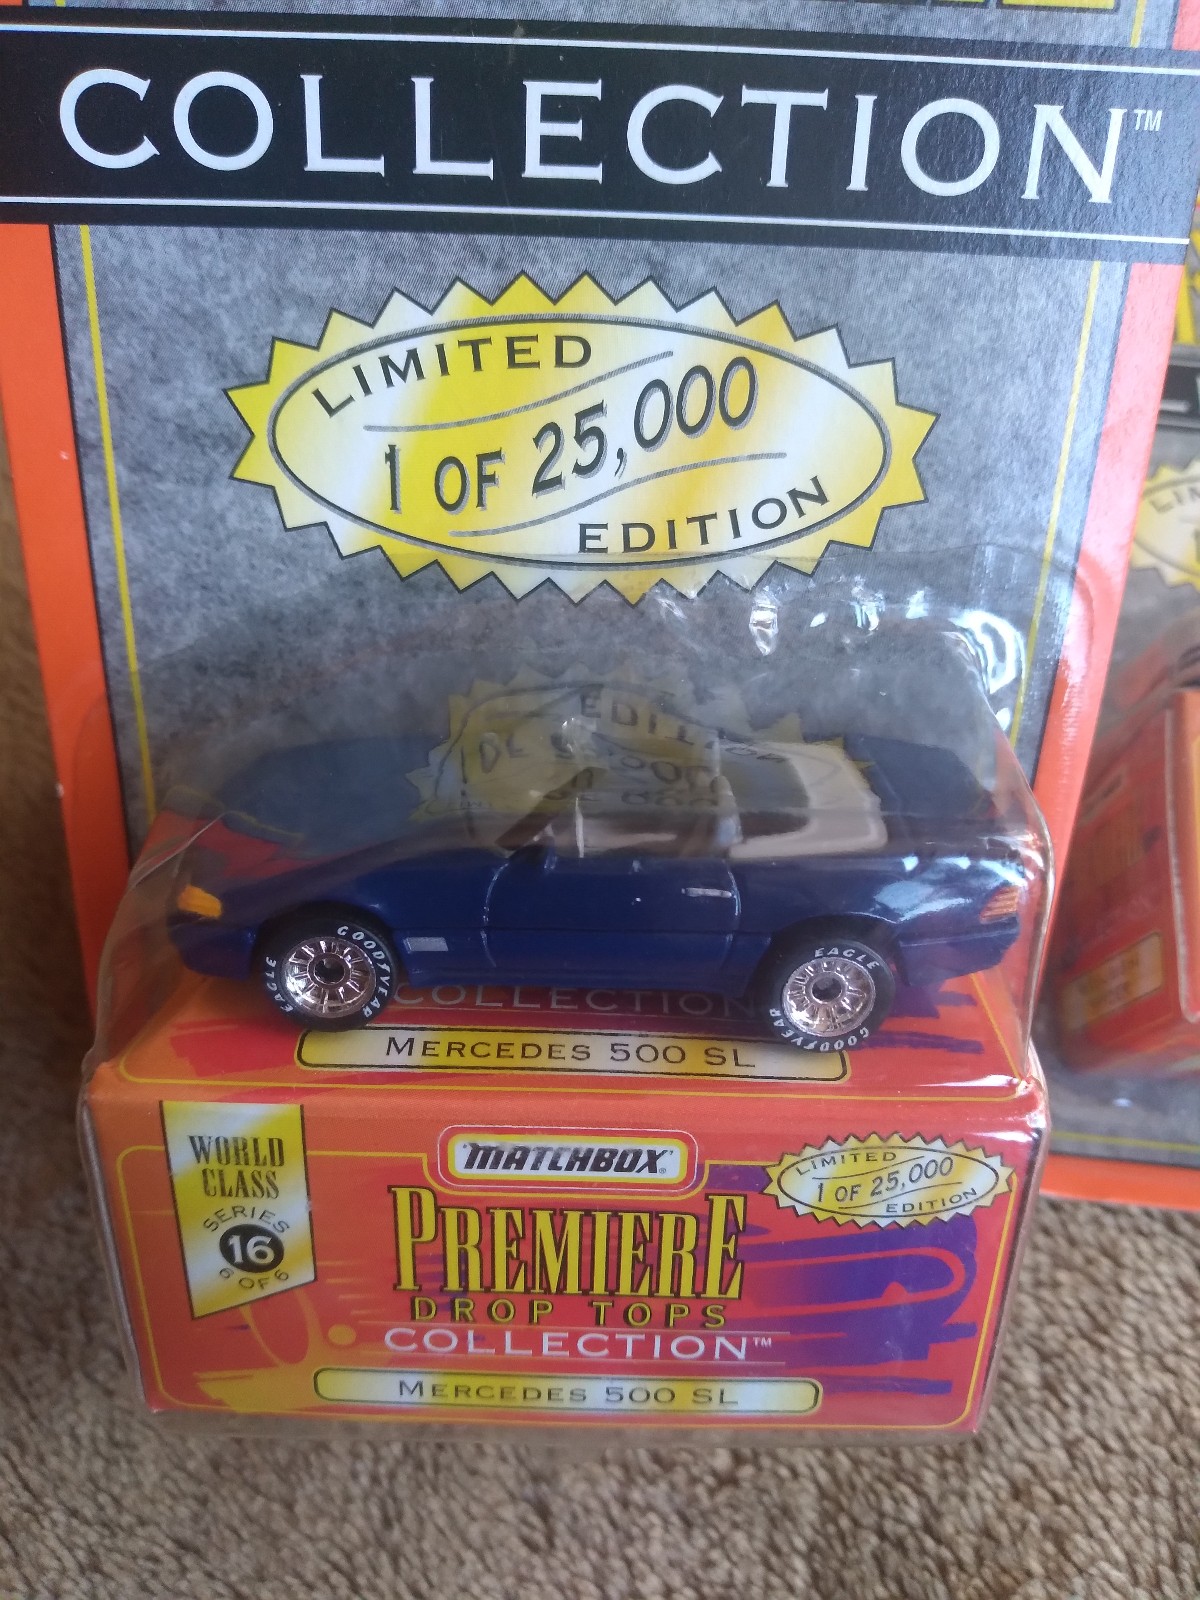 COLLECTION™
LIMITED
1 OF 25,000
EDITION
GOODYEAR
EAGLE
EAGLE
GOODYEAR
COLLECTION
MERCEDES 500 SL
WORLD
CLASS
SERIES
16
6 OF 6
MATCHBOX®
PREMIERE
DROP TOPS
COLLECTION™
MERCEDES 500 SL
LIMITED
1 OF 25,000
EDITION